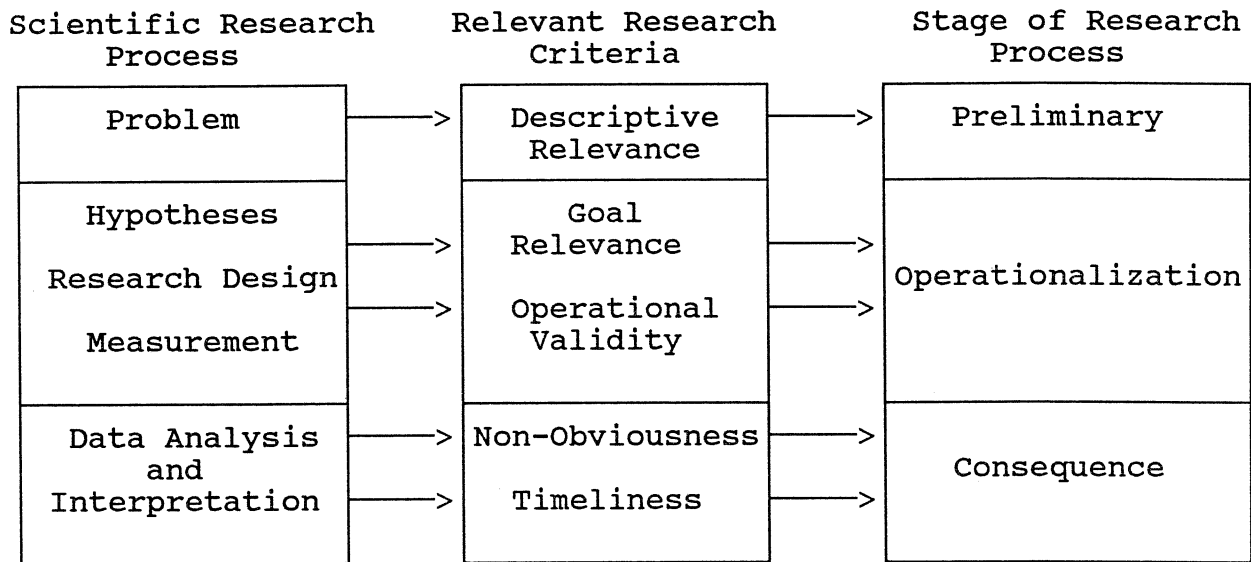 Scientific Research
Process
Relevant Research
Criteria
Stage of Research
Process
Problem
Descriptive
Relevance
Preliminary
Hypotheses
Research Design
Measurement
Goal
Relevance
Operational
Validity
Operationalization
Data Analysis
and
Interpretation
Non-Obviousness
Timeliness
Consequence